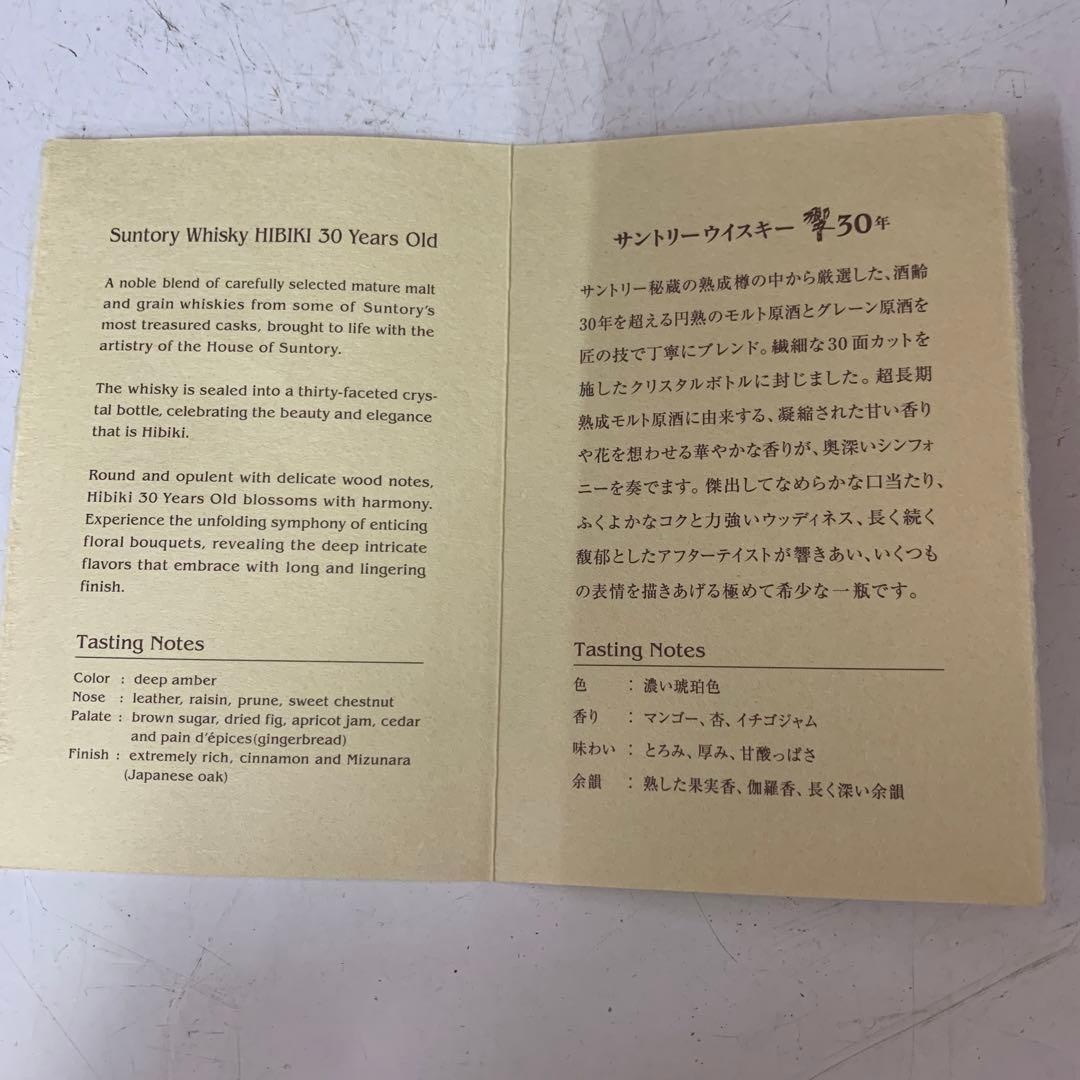 Suntory Whisky HIBIKI 30 Years Old
A noble blend of carefully selected mature malt
and grain whiskies from some of Suntory's
most treasured casks, brought to life with the
artistry of the House of Suntory.
The whisky is sealed into a thirty-faceted crys-
tal bottle, celebrating the beauty and elegance
that is Hibiki.
Round and opulent with delicate wood notes,
Hibiki 30 Years Old blossoms with harmony.
Experience the unfolding symphony of enticing
floral bouquets, revealing the deep intricate
flavors that embrace with long and lingering
finish.
Tasting Notes
Color : deep amber
Nose : leather, raisin, prune, sweet chestnut
Palate : brown sugar, dried fig, apricot jam, cedar
and pain d'épices(gingerbread)
Finish : extremely rich, cinnamon and Mizunara
(Japanese oak)
サントリーウイスキー 響30年
サントリー秘蔵の熟成樽の中から厳選した、酒齢
30年を超える円熟のモルト原酒とグレーン原酒を
匠の技で丁寧にブレンド。繊細な30面カットを
施したクリスタルボトルに封じました。超長期
熟成モルト原酒に由来する、凝縮された甘い香り
や花を想わせる華やかな香りが、奥深いシンフォ
ニーを奏でます。傑出してなめらかな口当たり、
ふくよかなコクと力強いウッディネス、長く続く
馥郁としたアフターテイストが響きあい、いくつも
の表情を描きあげる極めて希少な一瓶です。
Tasting Notes
色 : 濃い琥珀色
香り : マンゴー、杏、イチゴジャム
味わい : とろみ、厚み、甘酸っぱさ
余韻 : 熟した果実香、伽羅香、長く深い余韻